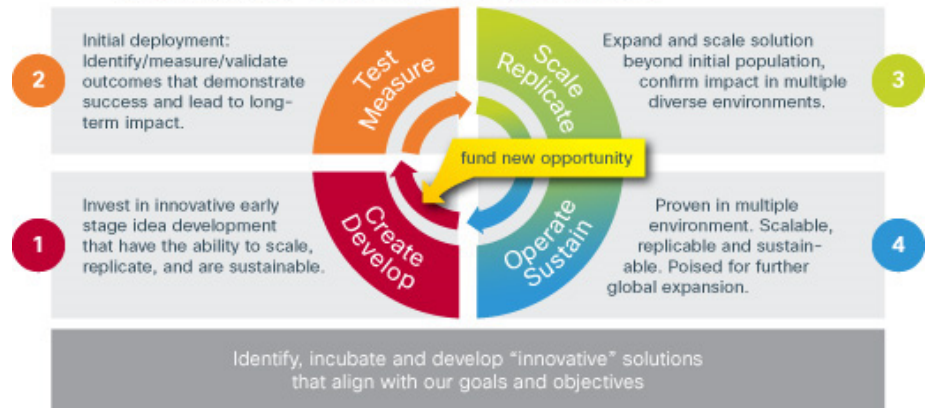 2
Initial deployment:
Identify/measure/validate
outcomes that demonstrate
success and lead to long-
term impact.
Test
Measure
Scale
Replicate
Expand and scale solution
beyond initial population,
confirm impact in multiple
diverse environments.
3
fund new opportunity
1
Invest in innovative early
stage idea development
that have the ability to scale,
replicate, and are sustainable.
Create
Develop
Operate
Sustain
Proven in multiple
environment. Scalable,
replicable and sustain-
able. Poised for further
global expansion.
4
Identify, incubate and develop “innovative” solutions
that align with our goals and objectives